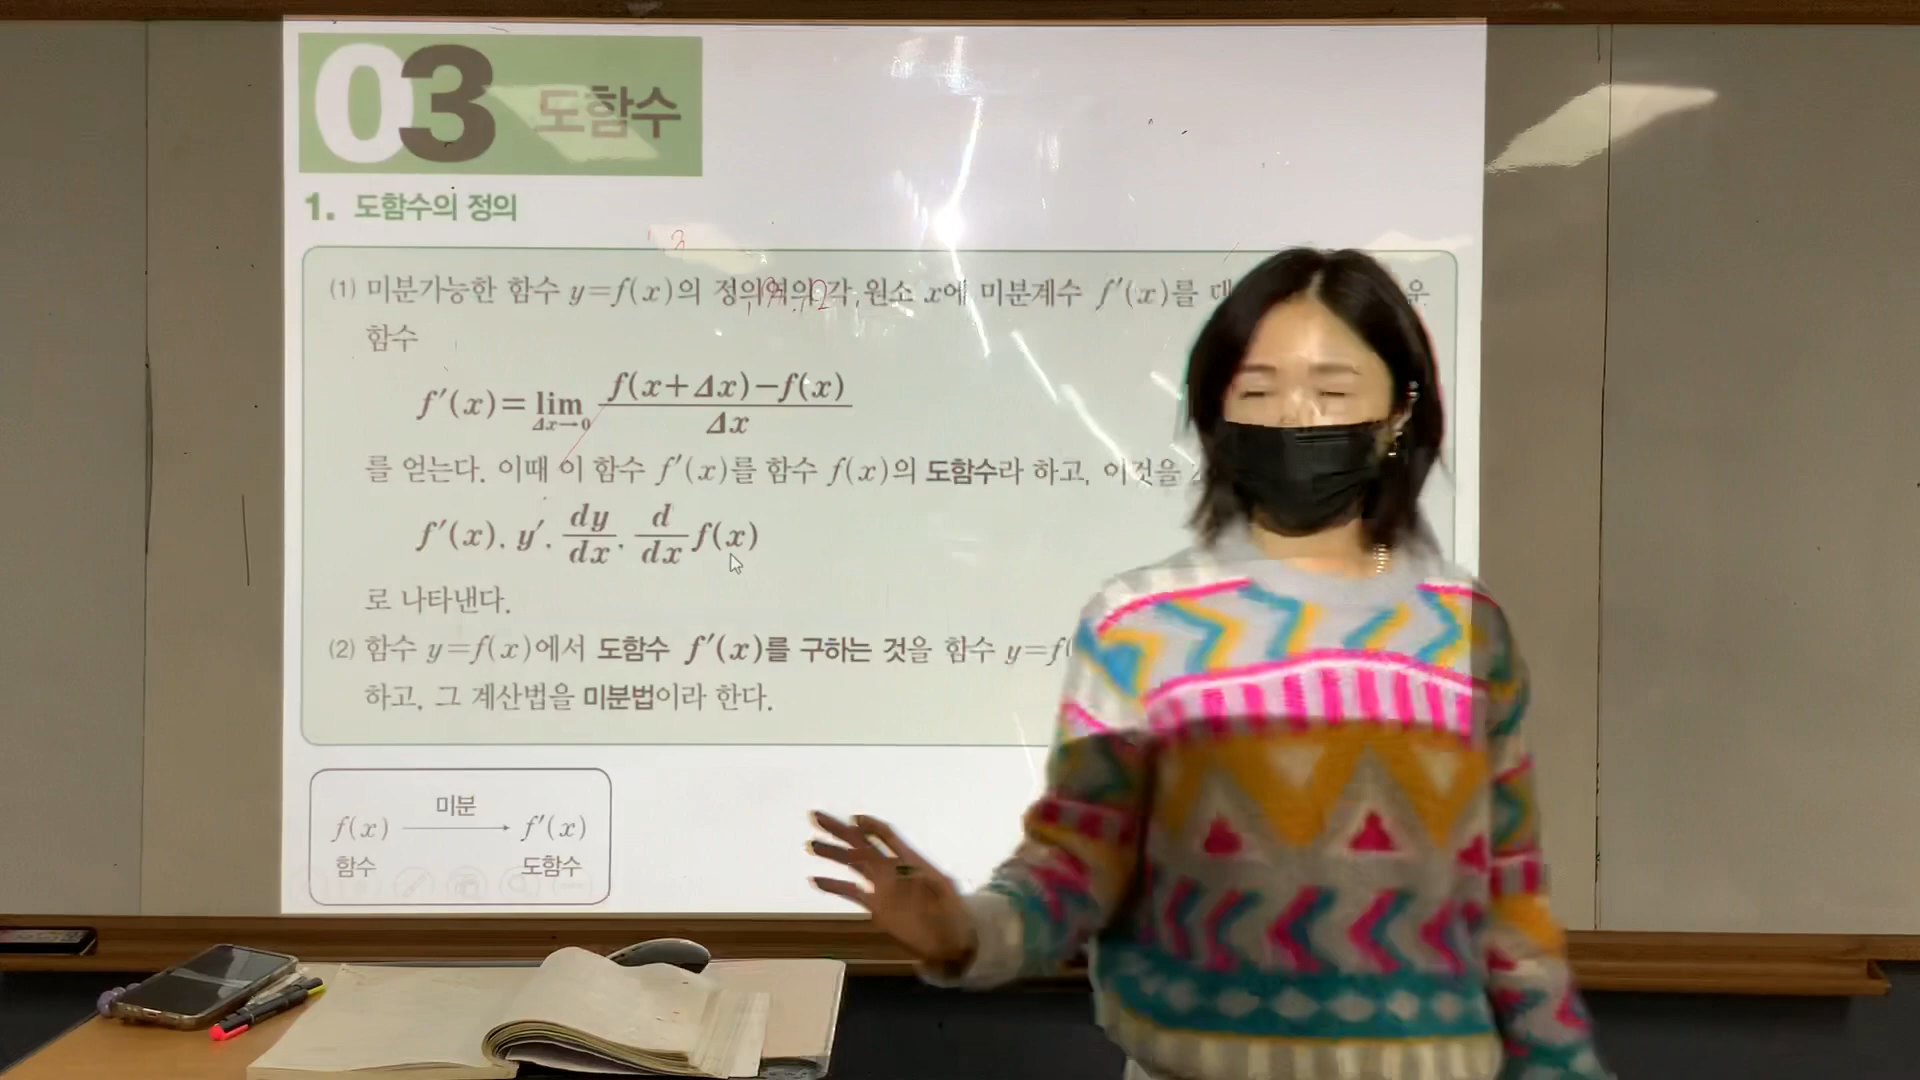 03 도함수
1. 도함수의 정의
(1) 미분가능한 함수 y=f(x)의 정의역의 각 원소 x에 미분계수 f′(x)를 운
함수
f′(x)=lim Δx→0 f(x+Δx)−f(x) / Δx
를 얻는다. 이때 이 함수 f′(x)를 함수 f(x)의 도함수라 하고, 이것을
f′(x), y′, dy/dx, d/dx f(x)
로 나타낸다.
(2) 함수 y=f(x)에서 도함수 f′(x)를 구하는 것을 함수 y=f(
하고, 그 계산법을 미분법이라 한다.
미분
f(x) → f′(x)
함수 도함수